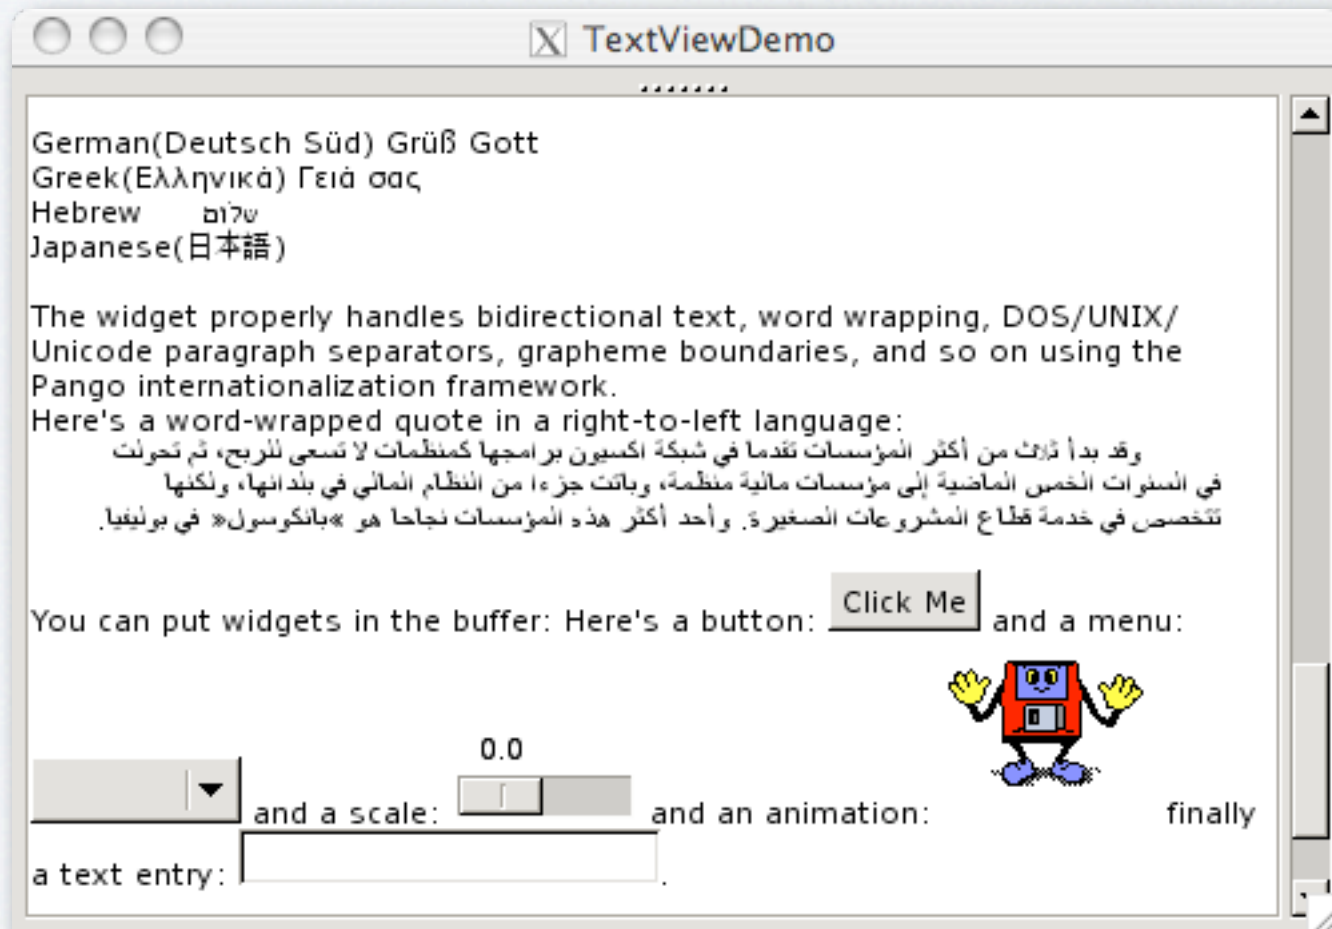 TextViewDemo
German(Deutsch Süd) Grüß Gott
Greek(Ελληνικά) Γειά σας
Hebrew שלום
Japanese(日本語)
The widget properly handles bidirectional text, word wrapping, DOS/UNIX/
Unicode paragraph separators, grapheme boundaries, and so on using the
Pango internationalization framework.
Here's a word-wrapped quote in a right-to-left language:
وقد بدأ ثلاث من أكثر المؤسسات تقدما في شبكة اكسيون برامجها كمنظمات لا تسعى للربح، ثم تحولت
في السنوات الخمس الماضية إلى مؤسسات مالية منظمة، وباتت جزءا من النظام المالي في بلدانها، ولكنها
تتخصص في خدمة قطاع المشروعات الصغيرة. وأحد أكثر هذه المؤسسات نجاحا هو »بانكوسول« في بوليفيا.
You can put widgets in the buffer: Here's a button: Click Me and a menu:
0.0
and a scale: and an animation: finally
a text entry: .